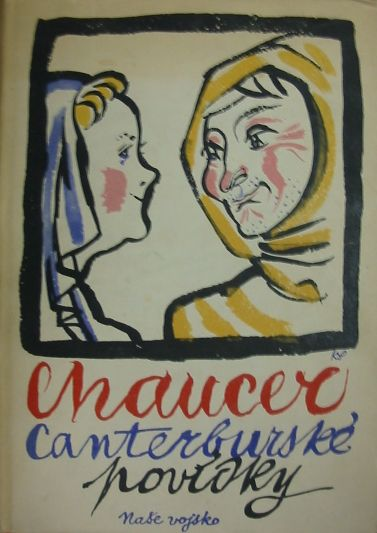 Chaucer
Canterburské
povídky
Naše vojsko